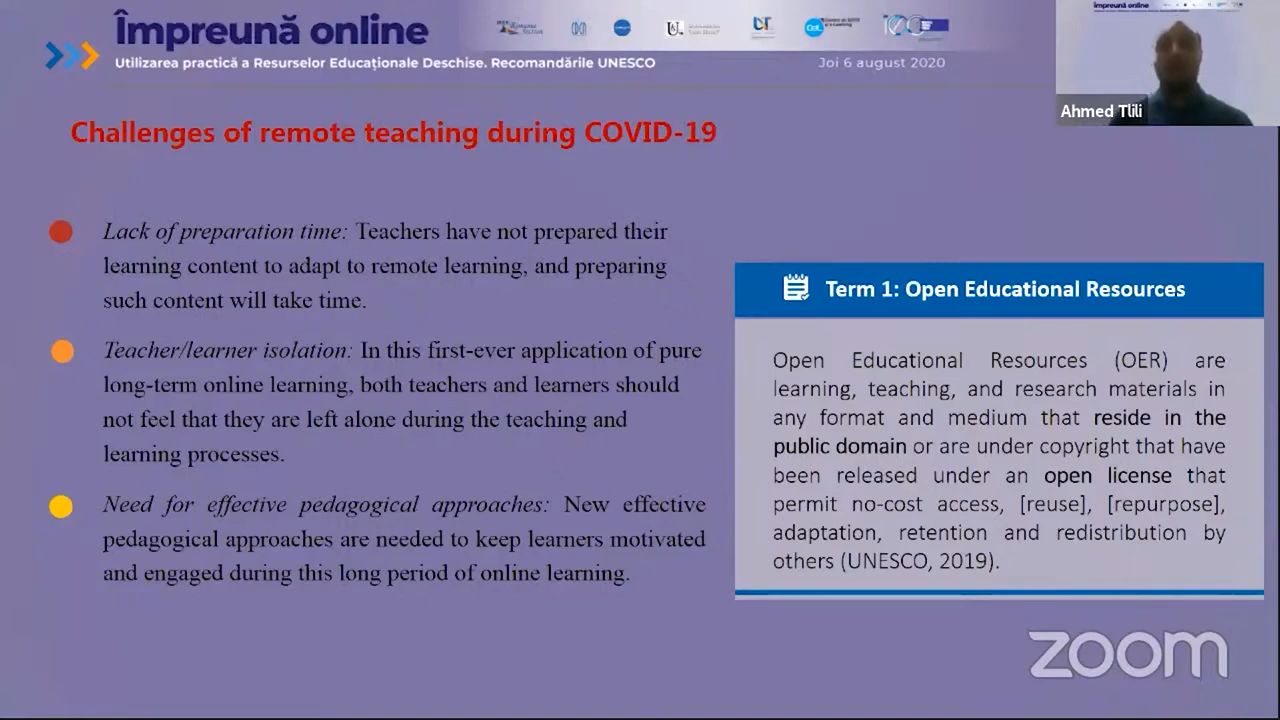 Împreună online
Utilizarea practică a Resurselor Educaționale Deschise. Recomandările UNESCO
Joi 6 august 2020
Ahmed Tlili
Challenges of remote teaching during COVID-19
Lack of preparation time: Teachers have not prepared their
learning content to adapt to remote learning, and preparing
such content will take time.
Teacher/learner isolation: In this first-ever application of pure
long-term online learning, both teachers and learners should
not feel that they are left alone during the teaching and
learning processes.
Need for effective pedagogical approaches: New effective
pedagogical approaches are needed to keep learners motivated
and engaged during this long period of online learning.
Term 1: Open Educational Resources
Open Educational Resources (OER) are
learning, teaching, and research materials in
any format and medium that reside in the
public domain or are under copyright that have
been released under an open license that
permit no-cost access, [reuse], [repurpose],
adaptation, retention and redistribution by
others (UNESCO, 2019).
zoom